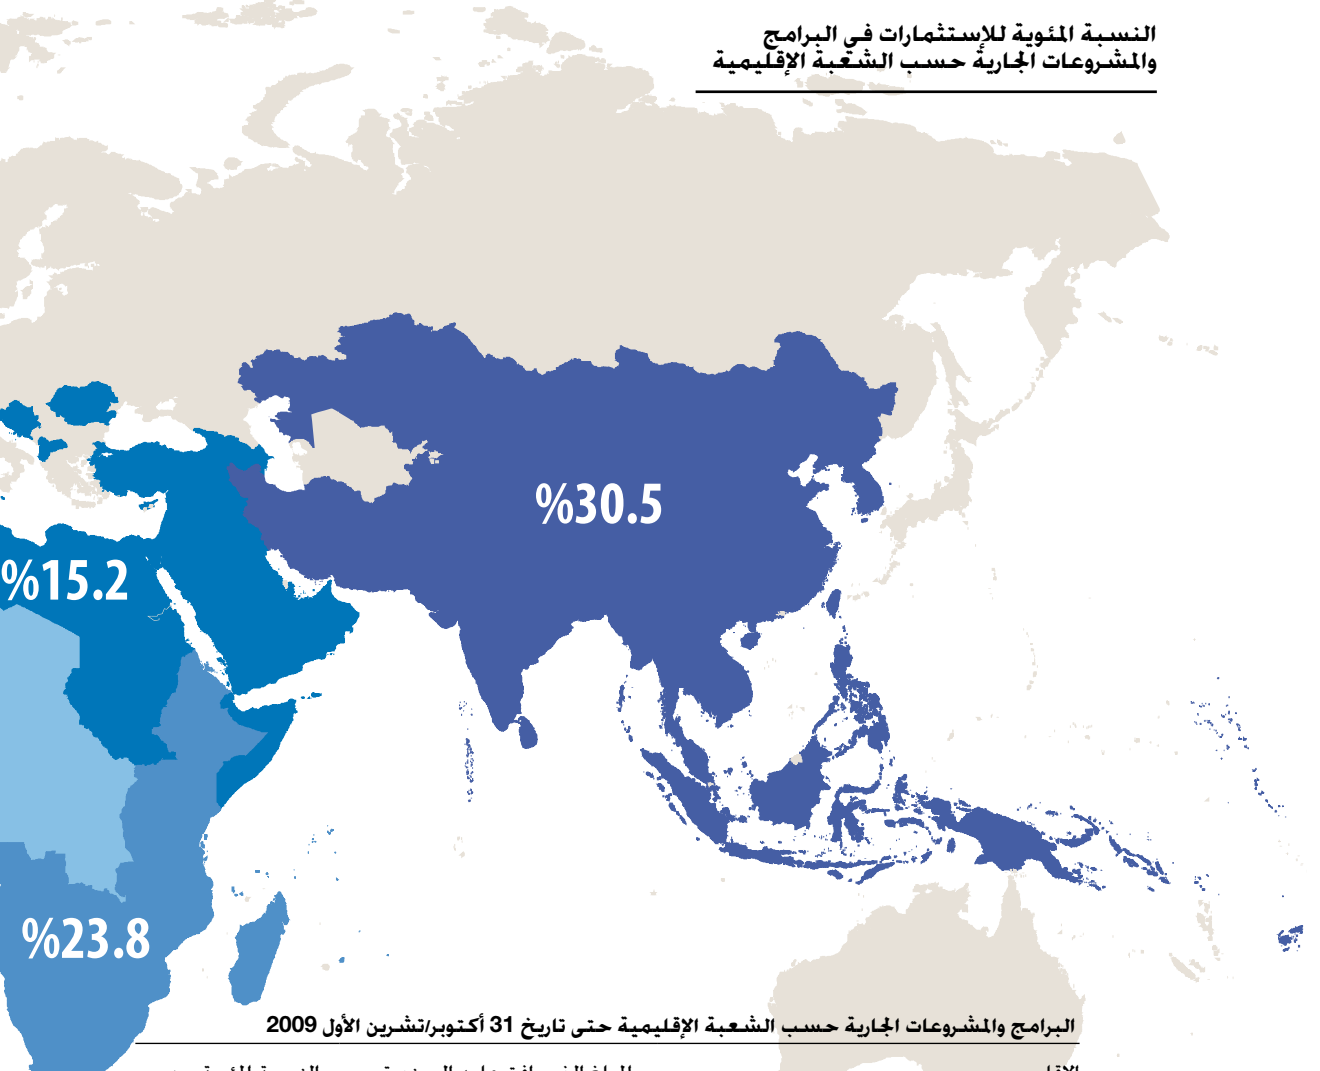 النسبة المئوية للإستثمارات في البرامج
والمشروعات الجارية حسب الشعبة الإقليمية
%30.5
%15.2
%23.8
البرامج والمشروعات الجارية حسب الشعبة الإقليمية حتى تاريخ 31 أكتوبر/تشرين الأول 2009